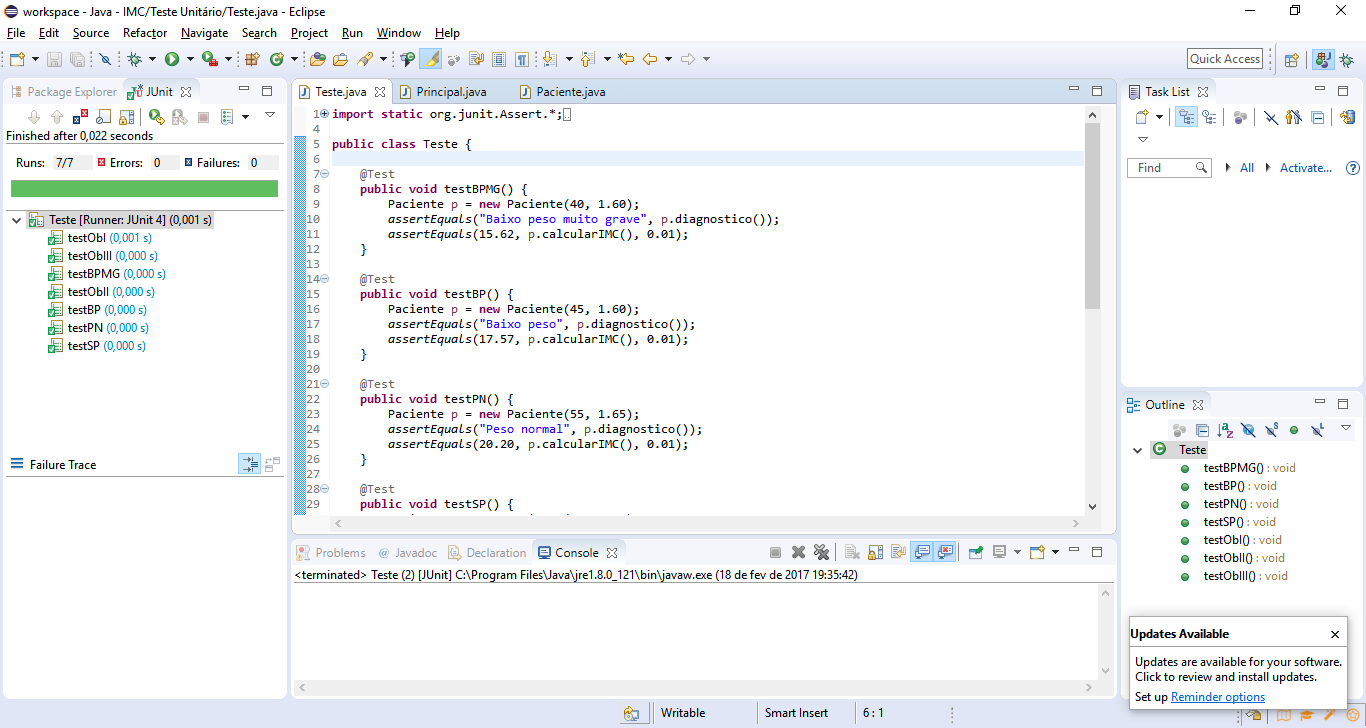 workspace - Java - IMC/Teste Unitário/Teste.java - Eclipse
File Edit Source Refactor Navigate Search Project Run Window Help
Quick Access
Package Explorer JUnit
Finished after 0,022 seconds
Runs: 7/7 Errors: 0 Failures: 0
Teste [Runner: JUnit 4] (0,001 s)
testObI (0,001 s)
testObIII (0,000 s)
testBPMG (0,000 s)
testObII (0,000 s)
testBP (0,000 s)
testPN (0,000 s)
testSP (0,000 s)
Failure Trace
Teste.java Principal.java Paciente.java
1 import static org.junit.Assert.*;
4
5 public class Teste {
6
7 @Test
8 public void testBPMG() {
9 Paciente p = new Paciente(40, 1.60);
10 assertEquals("Baixo peso muito grave", p.diagnostico());
11 assertEquals(15.62, p.calcularIMC(), 0.01);
12 }
13
14 @Test
15 public void testBP() {
16 Paciente p = new Paciente(45, 1.60);
17 assertEquals("Baixo peso", p.diagnostico());
18 assertEquals(17.57, p.calcularIMC(), 0.01);
19 }
20
21 @Test
22 public void testPN() {
23 Paciente p = new Paciente(55, 1.65);
24 assertEquals("Peso normal", p.diagnostico());
25 assertEquals(20.20, p.calcularIMC(), 0.01);
26 }
27
28 @Test
29 public void testSP() {
Problems @ Javadoc Declaration Console
<terminated> Teste (2) [JUnit] C:\Program Files\Java\jre1.8.0_121\bin\javaw.exe (18 de fev de 2017 19:35:42)
Task List
Find All Activate...
Outline
Teste
testBPMG() : void
testBP() : void
testPN() : void
testSP() : void
testObI() : void
testObII() : void
testObIII() : void
Updates Available
Updates are available for your software.
Click to review and install updates.
Set up Reminder options
Writable Smart Insert 6 : 1